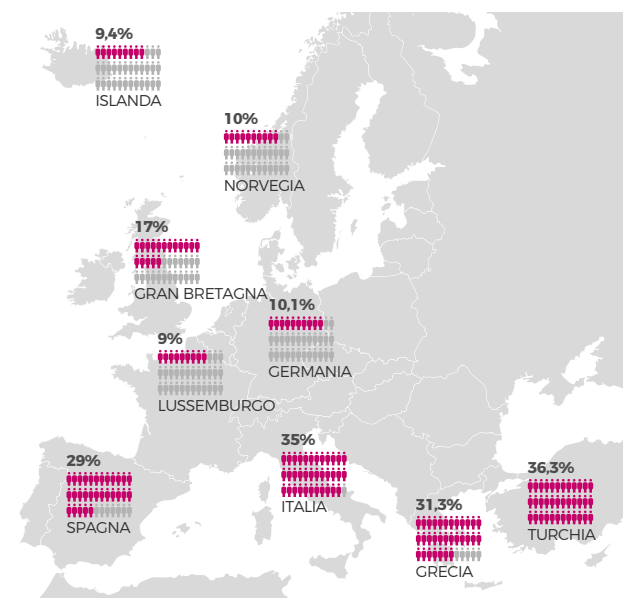 9,4%
ISLANDA
10%
NORVEGIA
17%
GRAN BRETAGNA
10,1%
GERMANIA
9%
LUSSEMBURGO
35%
ITALIA
29%
SPAGNA
36,3%
TURCHIA
31,3%
GRECIA